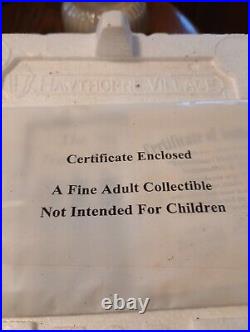 HAWTHORNE VILLAGE
Certificate Enclosed
A Fine Adult Collectible
Not Intended For Children